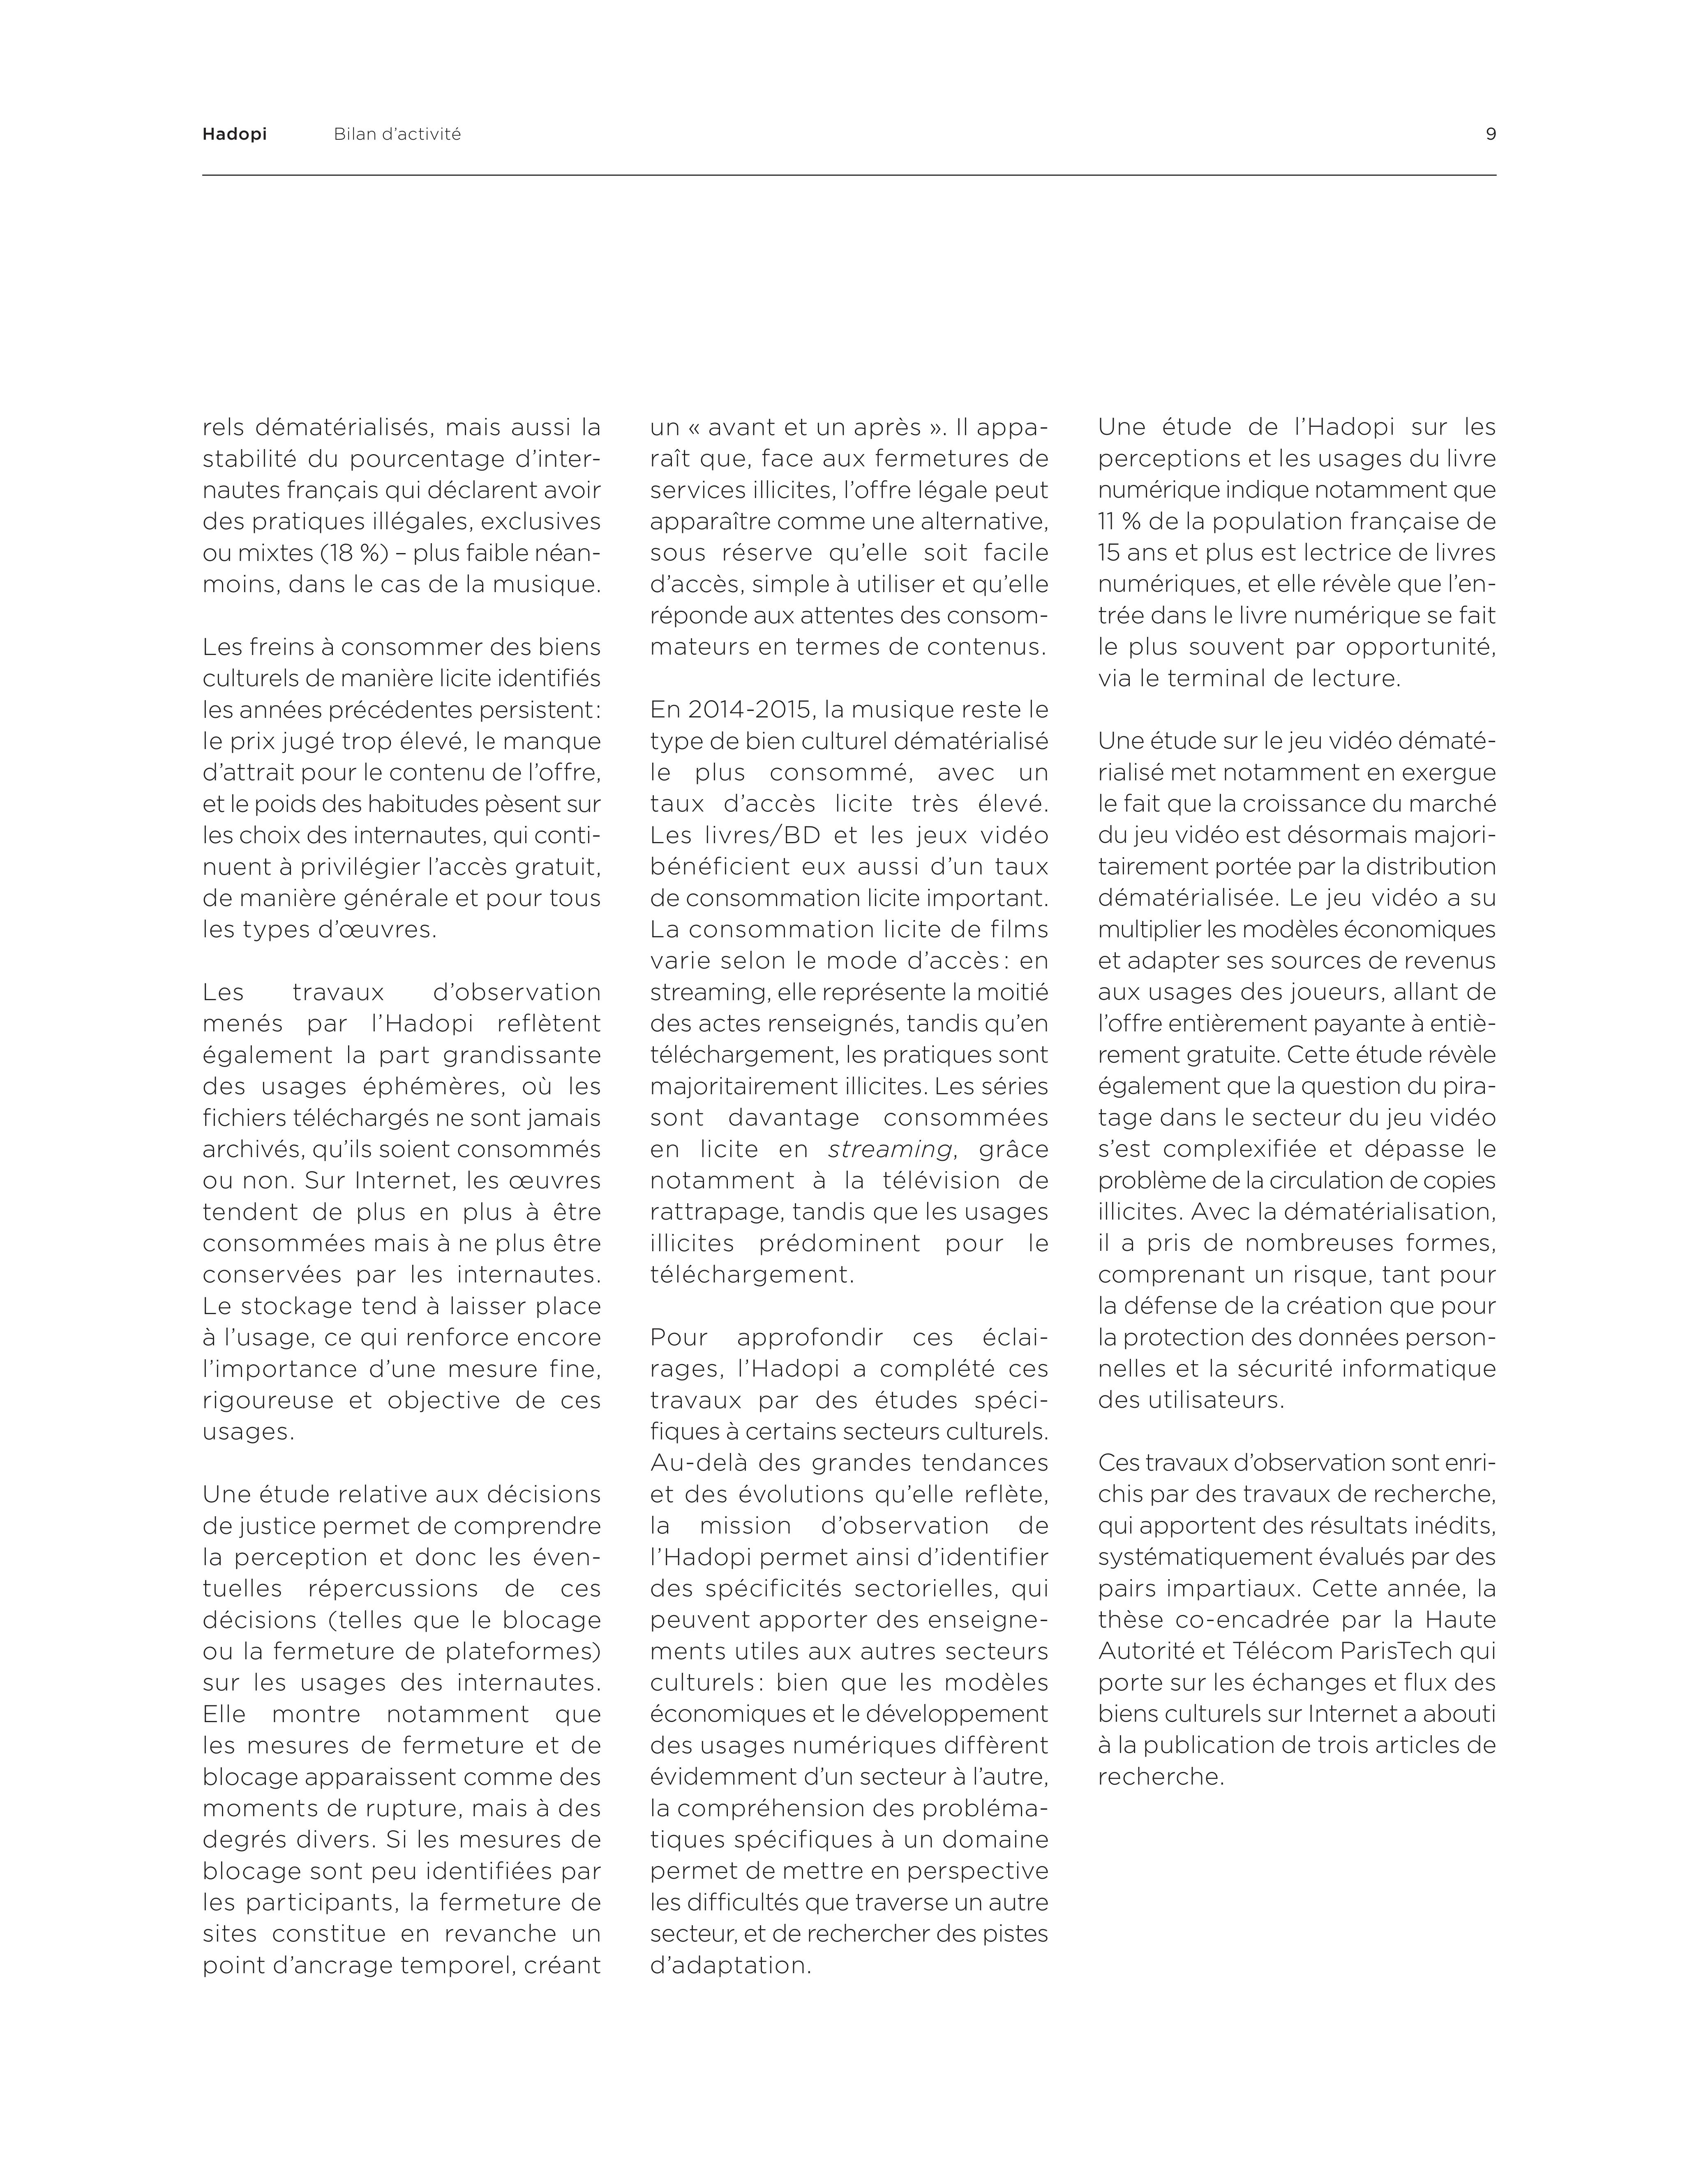 Hadopi Bilan d’activité 9
rels dématérialisés, mais aussi la
stabilité du pourcentage d’inter-
nautes français qui déclarent avoir
des pratiques illégales, exclusives
ou mixtes (18 %) – plus faible néan-
moins, dans le cas de la musique.
Les freins à consommer des biens
culturels de manière licite identifiés
les années précédentes persistent :
le prix jugé trop élevé, le manque
d’attrait pour le contenu de l’offre,
et le poids des habitudes pèsent sur
les choix des internautes, qui conti-
nuent à privilégier l’accès gratuit,
de manière générale et pour tous
les types d’œuvres.
Les travaux d’observation
menés par l’Hadopi reflètent
également la part grandissante
des usages éphémères, où les
fichiers téléchargés ne sont jamais
archivés, qu’ils soient consommés
ou non. Sur Internet, les œuvres
tendent de plus en plus à être
consommées mais à ne plus être
conservées par les internautes.
Le stockage tend à laisser place
à l’usage, ce qui renforce encore
l’importance d’une mesure fine,
rigoureuse et objective de ces
usages.
Une étude relative aux décisions
de justice permet de comprendre
la perception et donc les éven-
tuelles répercussions de ces
décisions (telles que le blocage
ou la fermeture de plateformes)
sur les usages des internautes.
Elle montre notamment que
les mesures de fermeture et de
blocage apparaissent comme des
moments de rupture, mais à des
degrés divers. Si les mesures de
blocage sont peu identifiées par
les participants, la fermeture de
sites constitue en revanche un
point d’ancrage temporel, créant
un « avant et un après ». Il appa-
raît que, face aux fermetures de
services illicites, l’offre légale peut
apparaître comme une alternative,
sous réserve qu’elle soit facile
d’accès, simple à utiliser et qu’elle
réponde aux attentes des consom-
mateurs en termes de contenus.
En 2014-2015, la musique reste le
type de bien culturel dématérialisé
le plus consommé, avec un
taux d’accès licite très élevé.
Les livres/BD et les jeux vidéo
bénéficient eux aussi d’un taux
de consommation licite important.
La consommation licite de films
varie selon le mode d’accès : en
streaming, elle représente la moitié
des actes renseignés, tandis qu’en
téléchargement, les pratiques sont
majoritairement illicites. Les séries
sont davantage consommées
en licite en streaming, grâce
notamment à la télévision de
rattrapage, tandis que les usages
illicites prédominent pour le
téléchargement.
Pour approfondir ces éclai-
rages, l’Hadopi a complété ces
travaux par des études spéci-
fiques à certains secteurs culturels.
Au-delà des grandes tendances
et des évolutions qu’elle reflète,
la mission d’observation de
l’Hadopi permet ainsi d’identifier
des spécificités sectorielles, qui
peuvent apporter des enseigne-
ments utiles aux autres secteurs
culturels : bien que les modèles
économiques et le développement
des usages numériques diffèrent
évidemment d’un secteur à l’autre,
la compréhension des probléma-
tiques spécifiques à un domaine
permet de mettre en perspective
les difficultés que traverse un autre
secteur, et de rechercher des pistes
d’adaptation.
Une étude de l’Hadopi sur les
perceptions et les usages du livre
numérique indique notamment que
11 % de la population française de
15 ans et plus est lectrice de livres
numériques, et elle révèle que l’en-
trée dans le livre numérique se fait
le plus souvent par opportunité,
via le terminal de lecture.
Une étude sur le jeu vidéo dématé-
rialisé met notamment en exergue
le fait que la croissance du marché
du jeu vidéo est désormais majori-
tairement portée par la distribution
dématérialisée. Le jeu vidéo a su
multiplier les modèles économiques
et adapter ses sources de revenus
aux usages des joueurs, allant de
l’offre entièrement payante à entiè-
rement gratuite. Cette étude révèle
également que la question du pira-
tage dans le secteur du jeu vidéo
s’est complexifiée et dépasse le
problème de la circulation de copies
illicites. Avec la dématérialisation,
il a pris de nombreuses formes,
comprenant un risque, tant pour
la défense de la création que pour
la protection des données person-
nelles et la sécurité informatique
des utilisateurs.
Ces travaux d’observation sont enri-
chis par des travaux de recherche,
qui apportent des résultats inédits,
systématiquement évalués par des
pairs impartiaux. Cette année, la
thèse co-encadrée par la Haute
Autorité et Télécom ParisTech qui
porte sur les échanges et flux des
biens culturels sur Internet a abouti
à la publication de trois articles de
recherche.